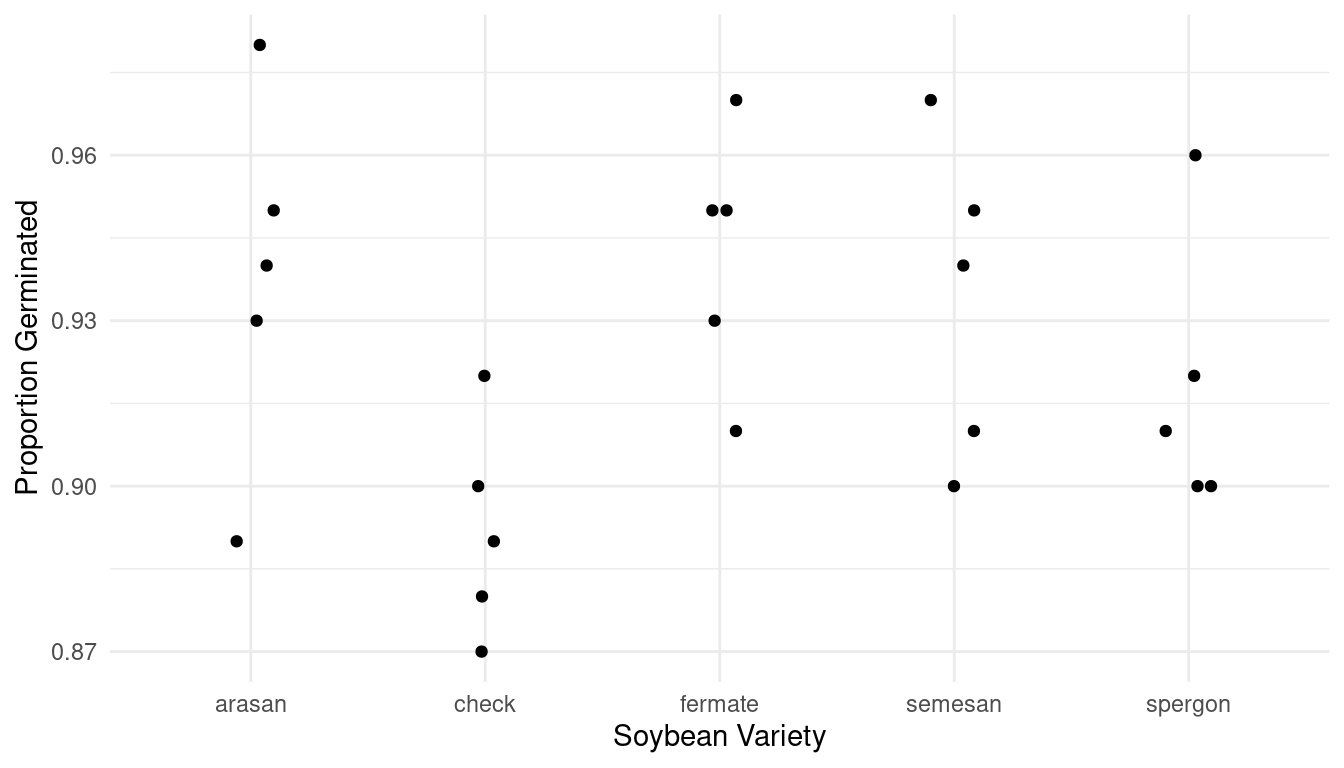 Proportion Germinated
0.96
0.93
0.90
0.87
arasan check fermate semesan spergon
Soybean Variety